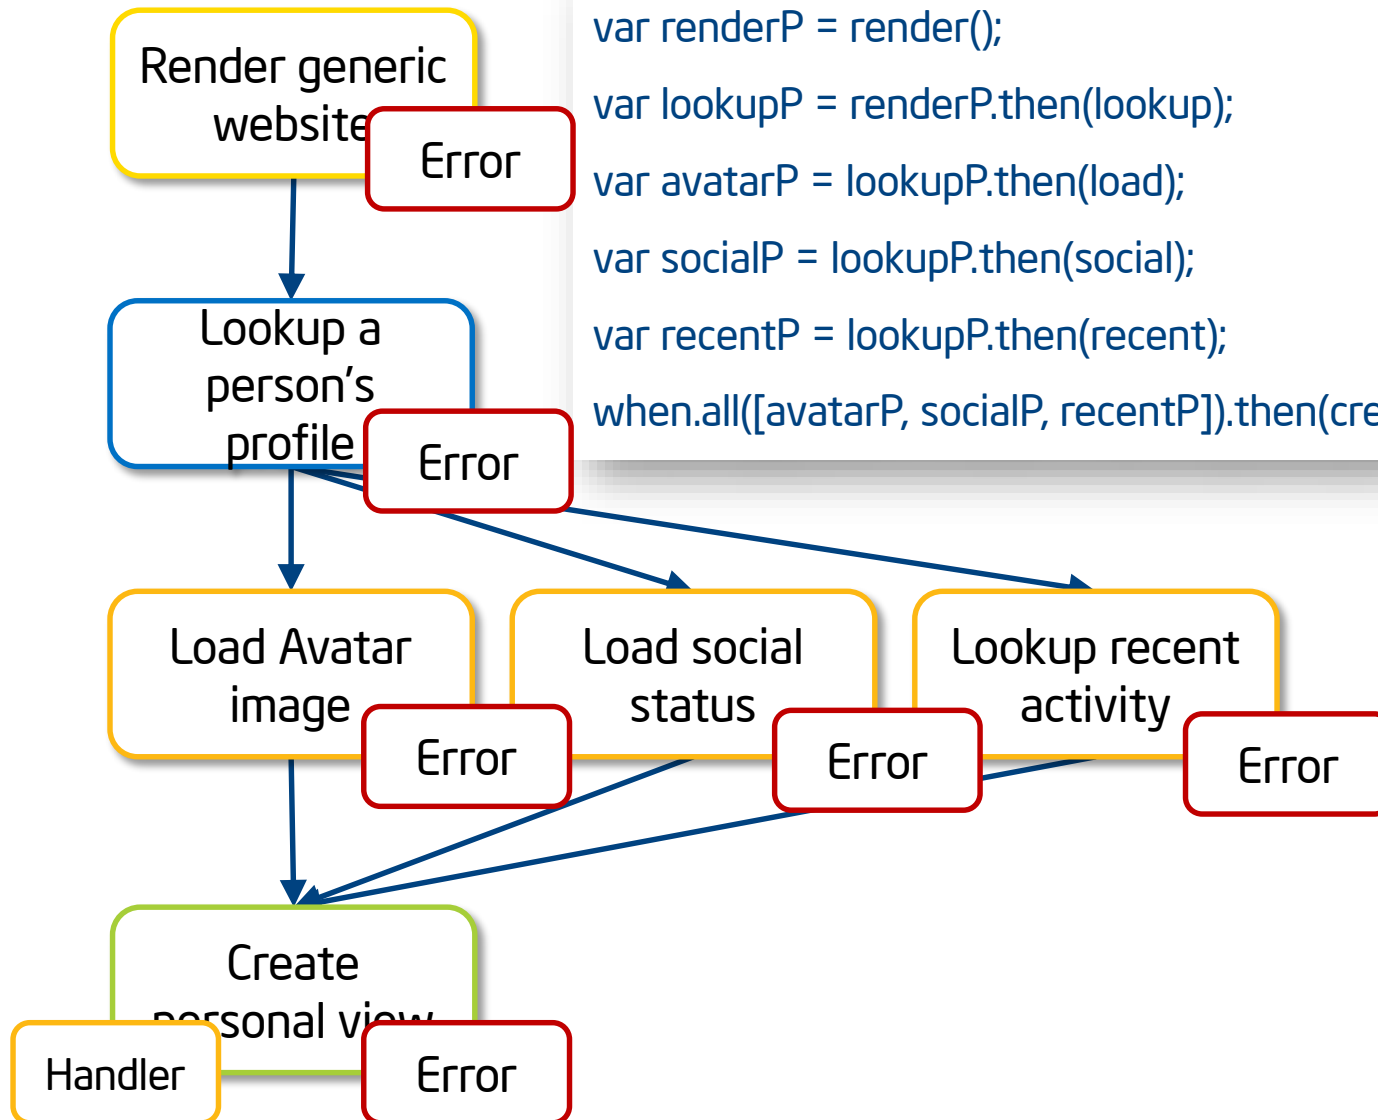 Render generic
website
Error
var renderP = render();
var lookupP = renderP.then(lookup);
var avatarP = lookupP.then(load);
var socialP = lookupP.then(social);
var recentP = lookupP.then(recent);
when.all([avatarP, socialP, recentP]).then(cre
Lookup a
person's
profile
Error
Load Avatar
image
Error
Load social
status
Error
Lookup recent
activity
Error
Create
personal view
Handler
Error